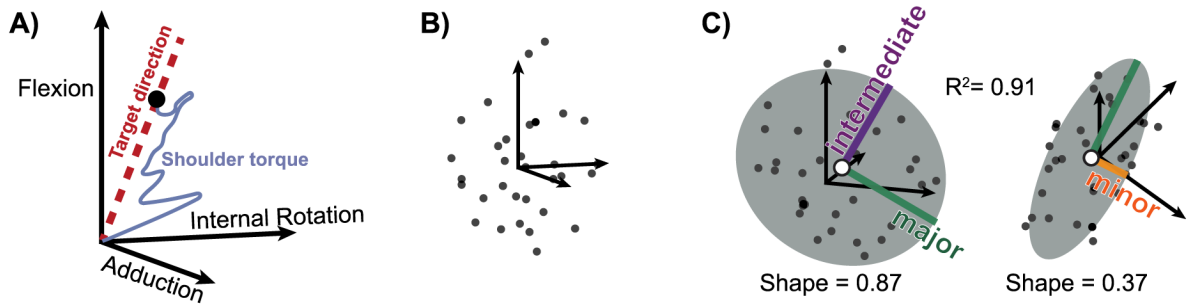 A)
Flexion
Target direction
Shoulder torque
Internal Rotation
Adduction
B)
C)
intermediate
major
Shape = 0.87
R²= 0.91
minor
Shape = 0.37